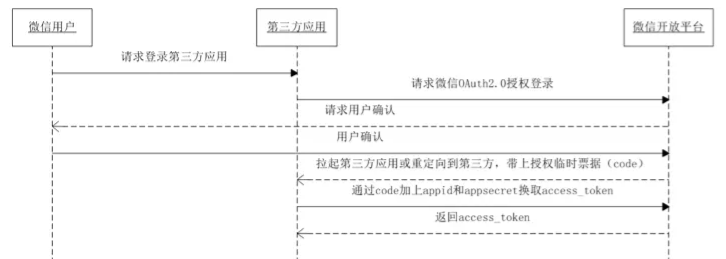 微信用户
第三方应用
微信开放平台
请求登录第三方应用
请求微信OAuth2.0授权登录
请求用户确认
用户确认
拉起第三方应用或重定向到第三方，带上授权临时票据（code）
通过code加上appid和appsecret换取access_token
返回access_token